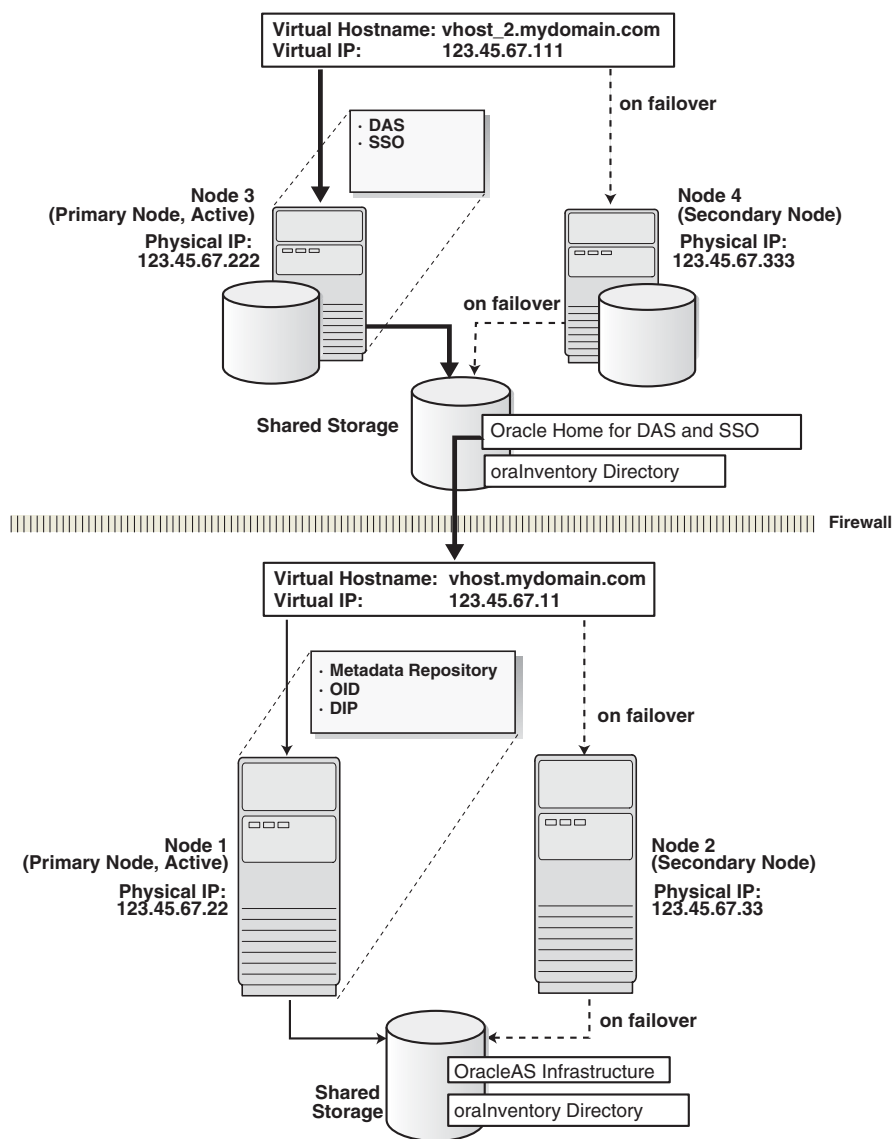 Virtual Hostname: vhost_2.mydomain.com
Virtual IP: 123.45.67.111
on failover
· DAS
· SSO
Node 3
(Primary Node, Active)
Physical IP:
123.45.67.222
Node 4
(Secondary Node)
Physical IP:
123.45.67.333
on failover
Shared Storage
Oracle Home for DAS and SSO
oraInventory Directory
Firewall
Virtual Hostname: vhost.mydomain.com
Virtual IP: 123.45.67.11
· Metadata Repository
· OID
· DIP
on failover
Node 1
(Primary Node, Active)
Physical IP:
123.45.67.22
Node 2
(Secondary Node)
Physical IP:
123.45.67.33
on failover
Shared
Storage
OracleAS Infrastructure
oraInventory Directory